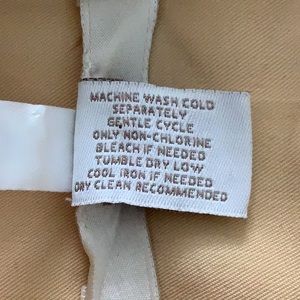 MACHINE WASH COLD
SEPARATELY
GENTLE CYCLE
ONLY NON-CHLORINE
BLEACH IF NEEDED
TUMBLE DRY LOW
COOL IRON IF NEEDED
DRY CLEAN RECOMMENDED